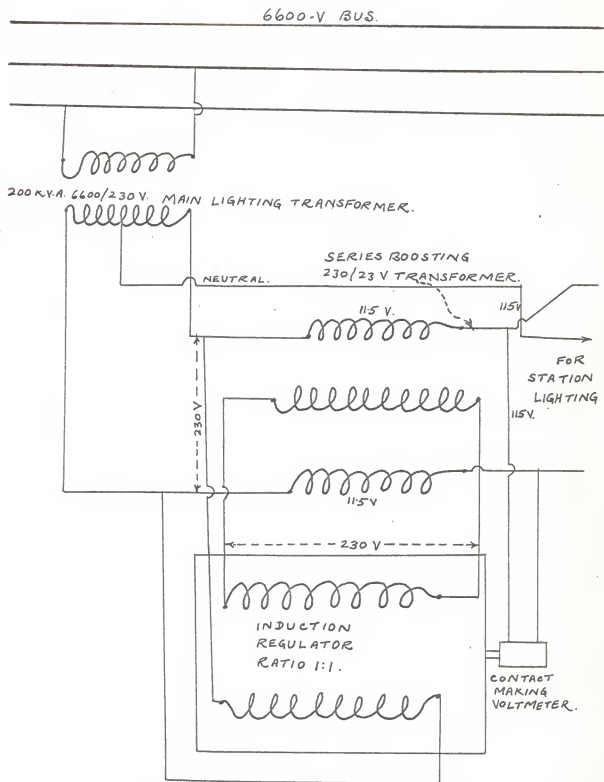 6600-V BUS.
200 K.V.A. 6600/230 V. MAIN LIGHTING TRANSFORMER.
SERIES BOOSTING
230/23 V TRANSFORMER.
NEUTRAL.
11.5 V.
115V
FOR
STATION
LIGHTING
230 V
115V.
11.5V
230 V
INDUCTION
REGULATOR
RATIO 1:1.
CONTACT
MAKING
VOLTMETER.